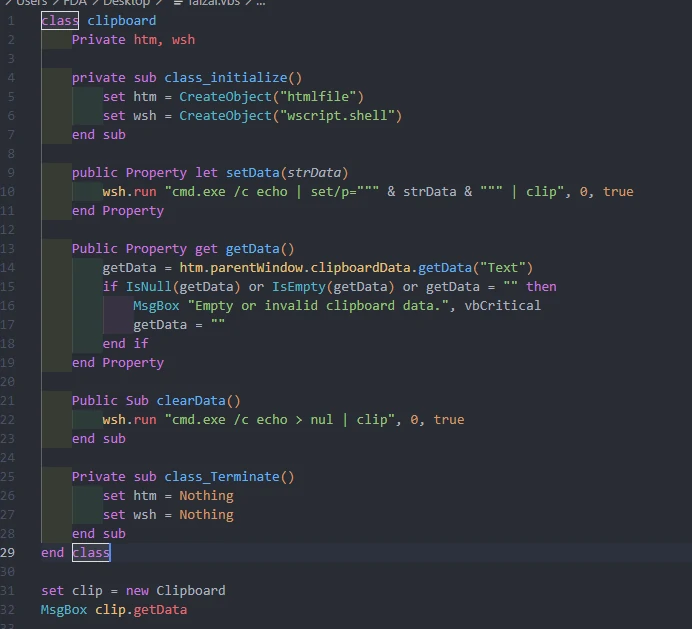 > Users > FDA > Desktop > faizal.vbs > ...
1 class clipboard
2     Private htm, wsh
3
4     private sub class_initialize()
5         set htm = CreateObject("htmlfile")
6         set wsh = CreateObject("wscript.shell")
7     end sub
8
9     public Property let setData(strData)
10         wsh.run "cmd.exe /c echo | set/p=""" & strData & """ | clip", 0, true
11     end Property
12
13     Public Property get getData()
14         getData = htm.parentWindow.clipboardData.getData("Text")
15         if IsNull(getData) or IsEmpty(getData) or getData = "" then
16             MsgBox "Empty or invalid clipboard data.", vbCritical
17             getData = ""
18         end if
19     end Property
20
21     Public Sub clearData()
22         wsh.run "cmd.exe /c echo > nul | clip", 0, true
23     end sub
24
25     Private sub class_Terminate()
26         set htm = Nothing
27         set wsh = Nothing
28     end sub
29 end class
30
31 set clip = new Clipboard
32 MsgBox clip.getData
33